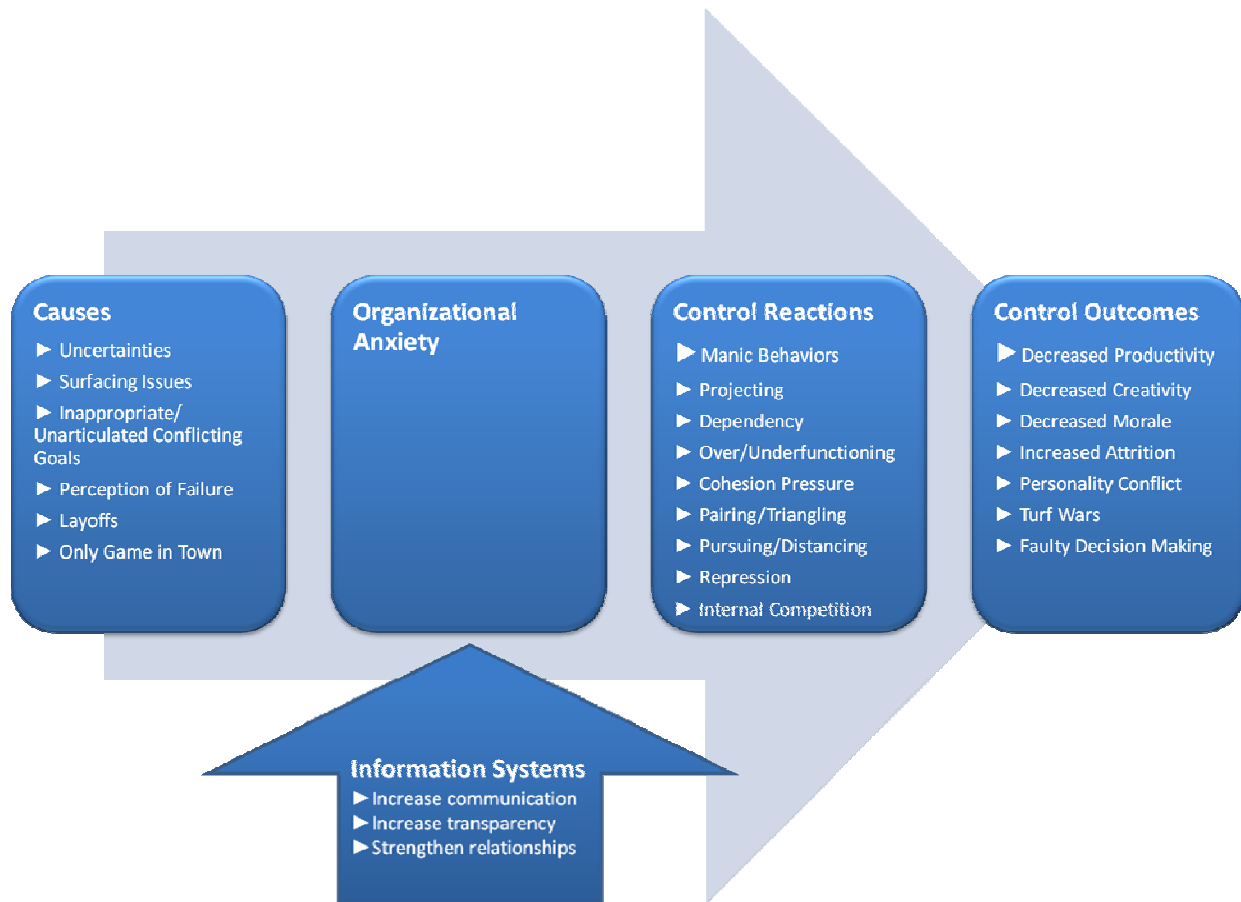 Causes
► Uncertainties
► Surfacing Issues
► Inappropriate/
Unarticulated Conflicting
Goals
► Perception of Failure
► Layoffs
► Only Game in Town
Organizational
Anxiety
Control Reactions
► Manic Behaviors
► Projecting
► Dependency
► Over/Underfunctioning
► Cohesion Pressure
► Pairing/Triangling
► Pursuing/Distancing
► Repression
► Internal Competition
Control Outcomes
► Decreased Productivity
► Decreased Creativity
► Decreased Morale
► Increased Attrition
► Personality Conflict
► Turf Wars
► Faulty Decision Making
Information Systems
►Increase communication
►Increase transparency
►Strengthen relationships